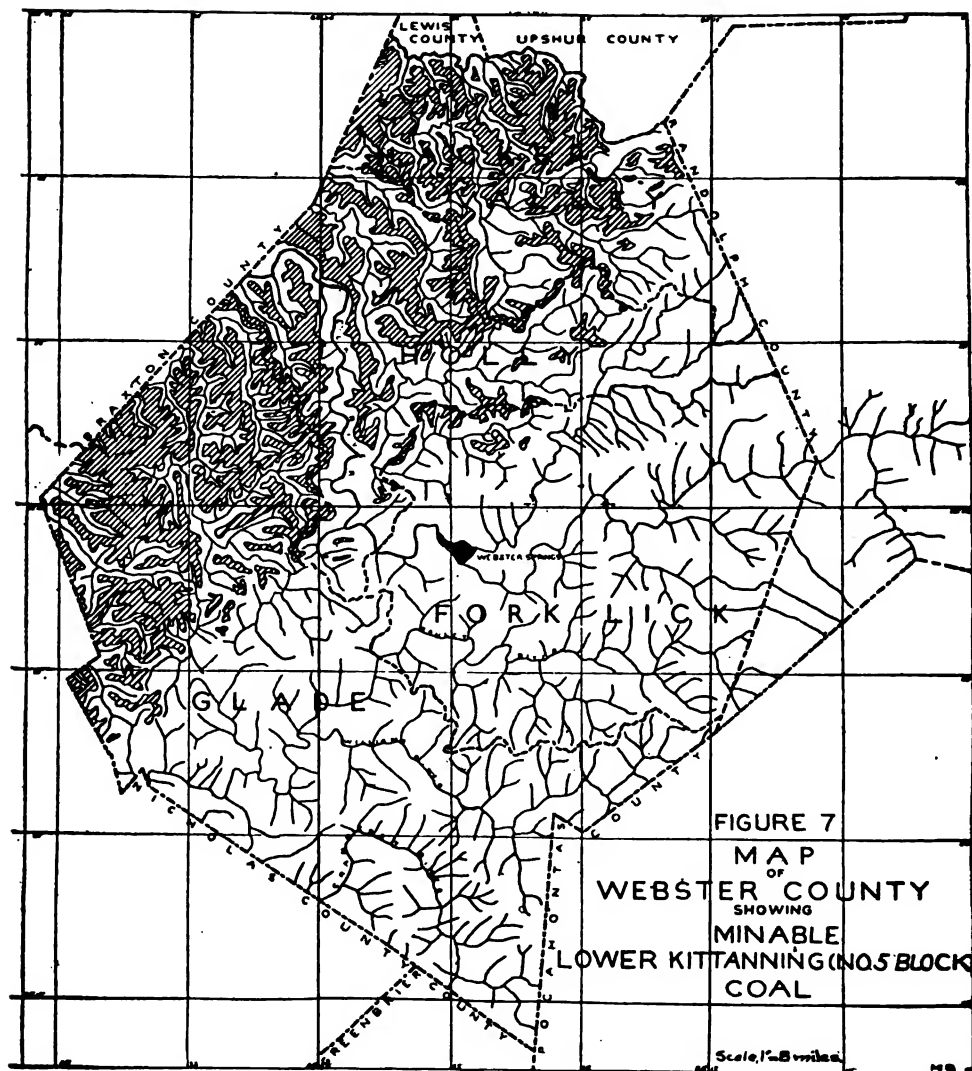 LEWIS
COUNTY
UPSHUR COUNTY
RANDOLPH COUNTY
BRAXTON COUNTY
HOLLY
WEBSTER SPRINGS
FORK LICK
GLADE
NICHOLAS COUNTY
GREENBRIER COUNTY
POCAHONTAS COUNTY
FIGURE 7
MAP
OF
WEBSTER COUNTY
SHOWING
MINABLE
LOWER KITTANNING (NO.5 BLOCK
COAL
Scale, 1"=8 miles